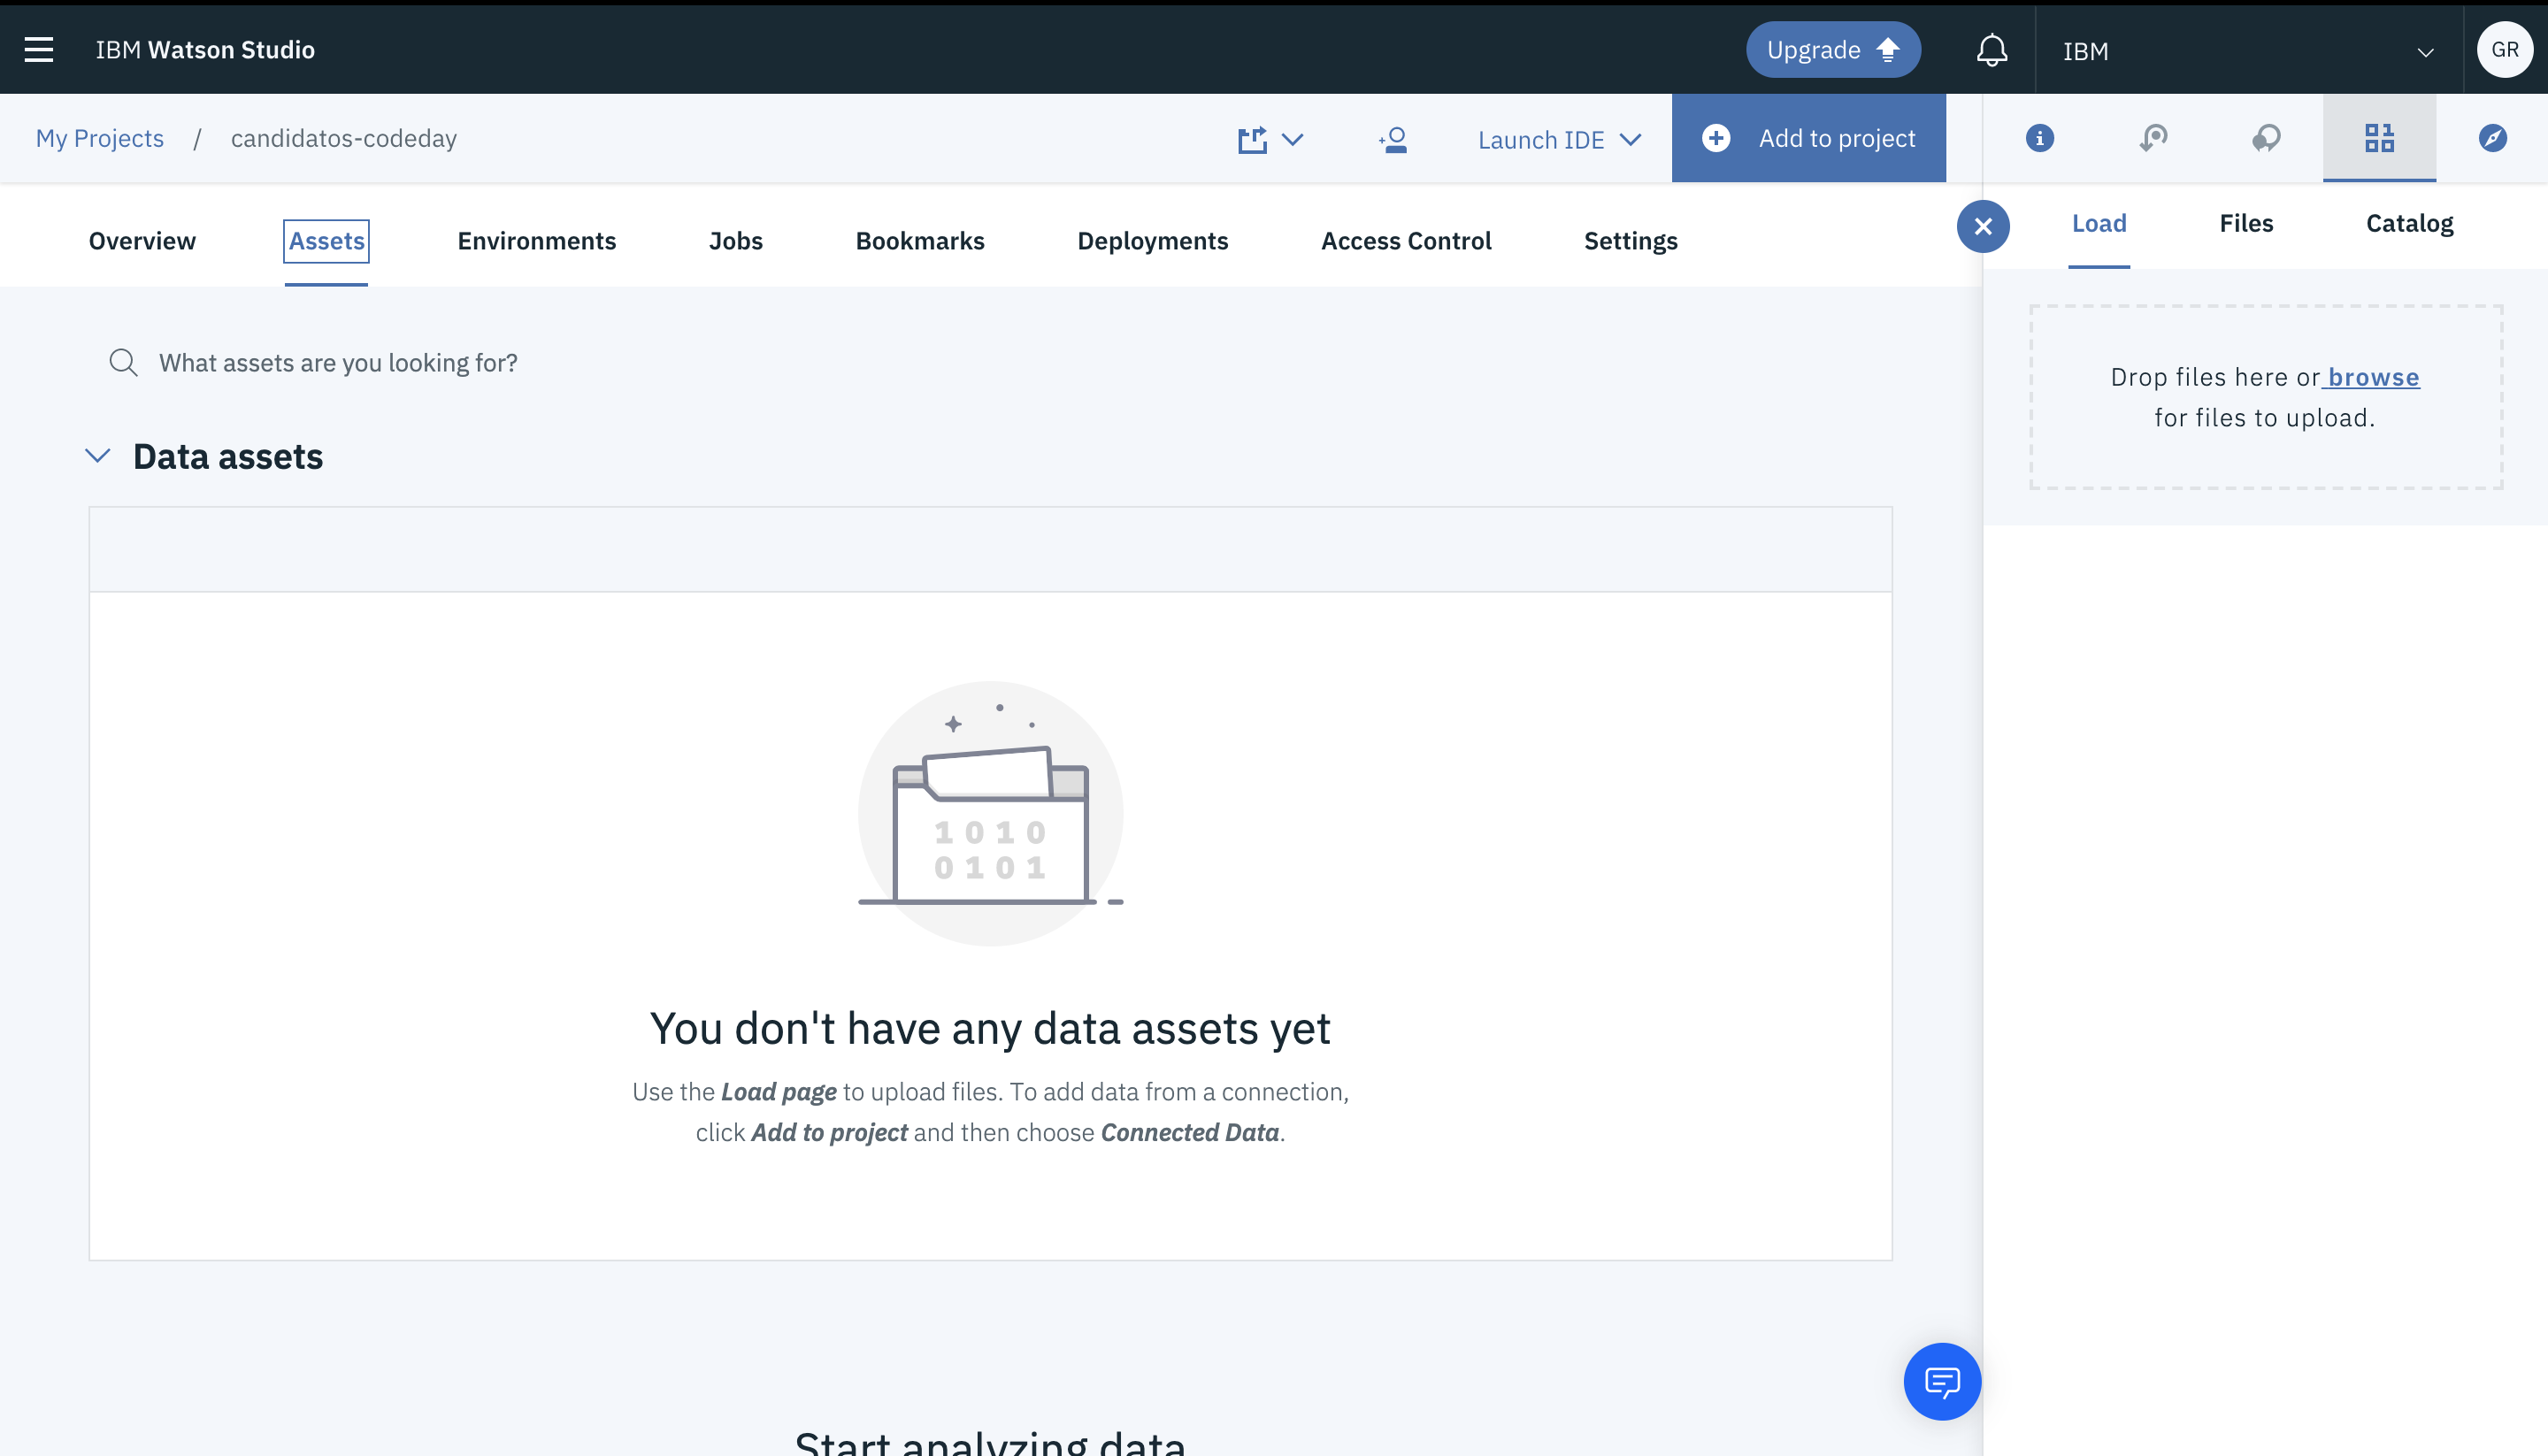 IBM Watson Studio
Upgrade
IBM
GR
My Projects / candidatos-codeday
Launch IDE
Add to project
Overview
Assets
Environments
Jobs
Bookmarks
Deployments
Access Control
Settings
Load
Files
Catalog
Drop files here or browse
for files to upload.
What assets are you looking for?
Data assets
1 0 1 0
0 1 0 1
You don't have any data assets yet
Use the Load page to upload files. To add data from a connection,
click Add to project and then choose Connected Data.
Start analyzing data